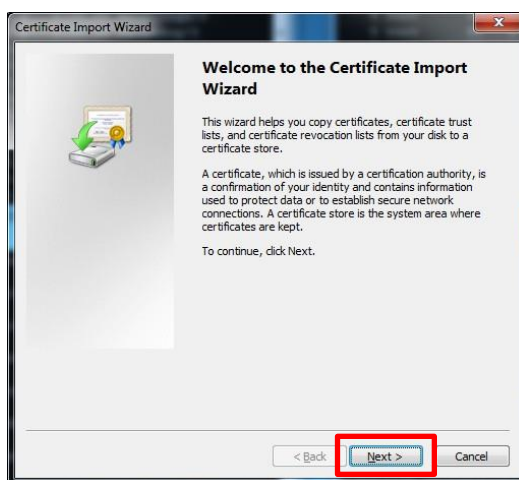 Certificate Import Wizard
x
Welcome to the Certificate Import
Wizard
This wizard helps you copy certificates, certificate trust
lists, and certificate revocation lists from your disk to a
certificate store.
A certificate, which is issued by a certification authority, is
a confirmation of your identity and contains information
used to protect data or to establish secure network
connections. A certificate store is the system area where
certificates are kept.
To continue, click Next.
< Back Next > Cancel